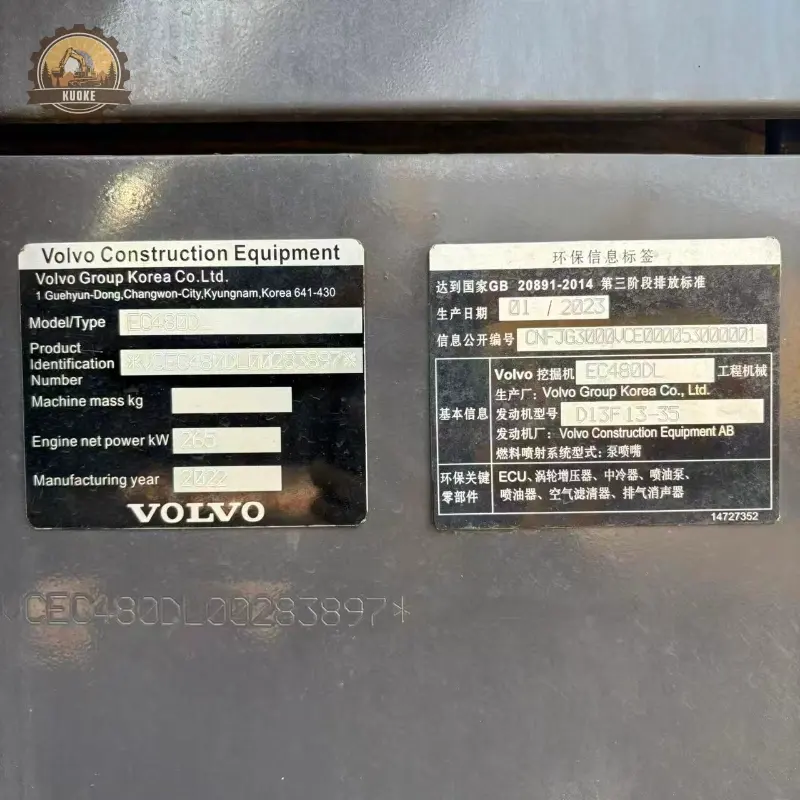 KUOKE
Volvo Construction Equipment
Volvo Group Korea Co.Ltd.
1 Guehyun-Dong,Changwon-City,Kyungnam,Korea 641-430
Model/Type EC480DL
Product Identification Number *VCEC480DL00283897*
Machine mass kg
Engine net power kW 265
Manufacturing year 2022
VOLVO
环保信息标签
达到国家GB 20891-2014 第三阶段排放标准
生产日期 01 / 2023
信息公开编号 CNFJG3000VCE000053000001
Volvo 挖掘机 EC480DL 工程机械
生产厂: Volvo Group Korea Co., Ltd.
基本信息 发动机型号 D13F 13-35
发动机厂: Volvo Construction Equipment AB
燃料喷射系统型式: 泵喷嘴
环保关键零部件 ECU、涡轮增压器、中冷器、喷油泵、
喷油器、空气滤清器、排气消声器
14727352
VCEC480DL00283897*